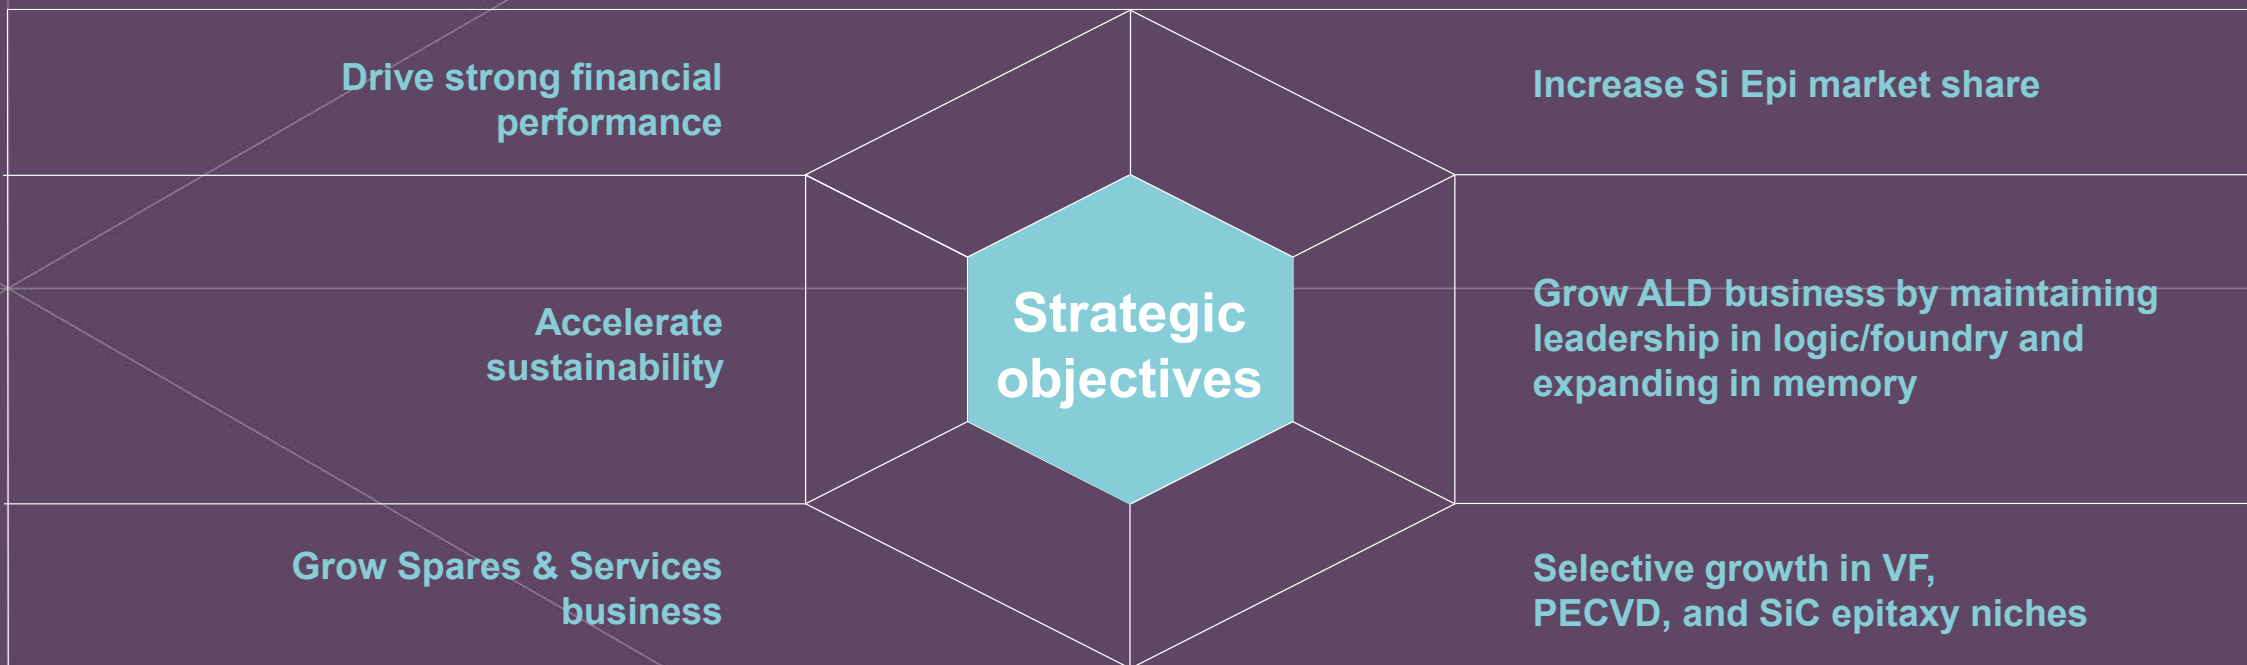 Drive strong financial
performance
Accelerate
sustainability
Grow Spares & Services
business
Strategic
objectives
Increase Si Epi market share
Grow ALD business by maintaining
leadership in logic/foundry and
expanding in memory
Selective growth in VF,
PECVD, and SiC epitaxy niches